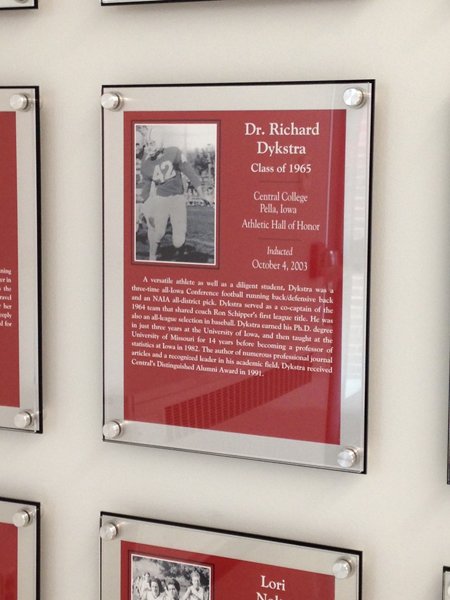 Dr. Richard
Dykstra
Class of 1965
Central College
Pella, Iowa
Athletic Hall of Honor
Inducted
October 4, 2003
42
A versatile athlete as well as a diligent student, Dykstra was a
three-time all-Iowa Conference football running back/defensive back
and an NAIA all-district pick. Dykstra served as a co-captain of the
1964 team that shared coach Ron Schipper's first league title. He was
also an all-league selection in baseball. Dykstra earned his Ph.D. degree
in just three years at the University of Iowa, and then taught at the
University of Missouri for 14 years before becoming a professor of
statistics at Iowa in 1982. The author of numerous professional journal
articles and a recognized leader in his academic field, Dykstra received
Central's Distinguished Alumni Award in 1991.
Lori